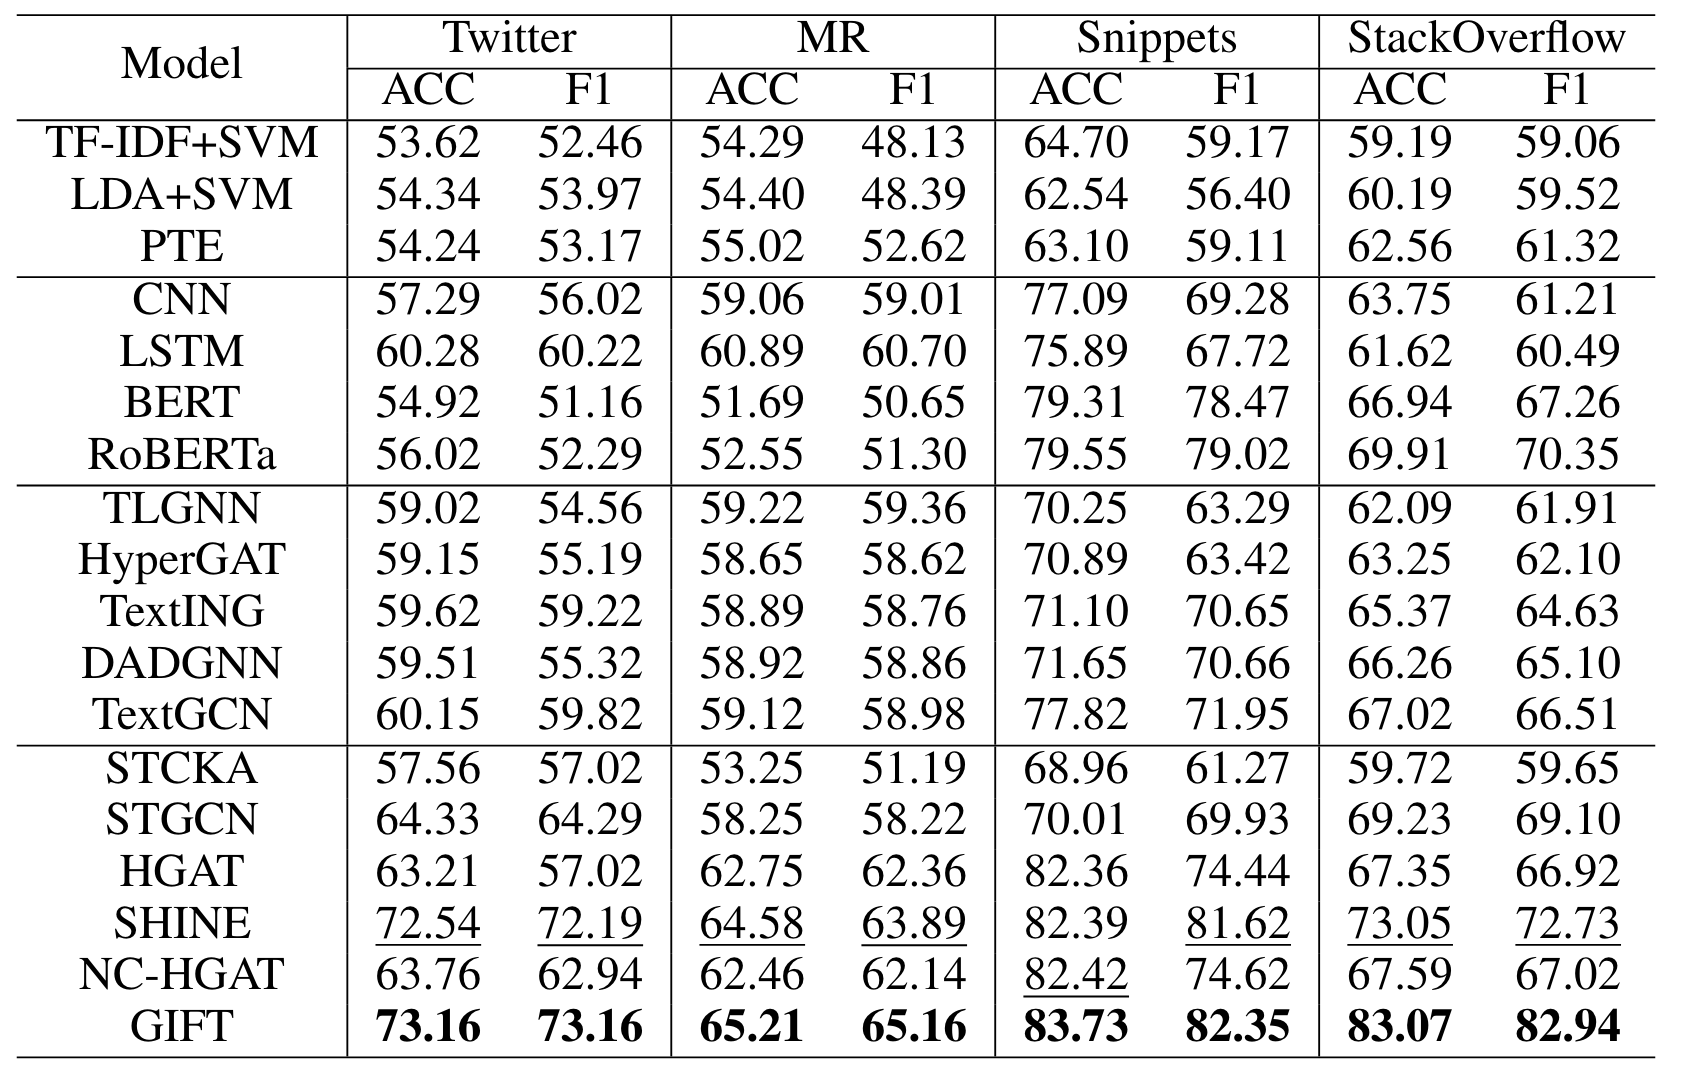 Model Twitter MR Snippets StackOverflow
ACC F1 ACC F1 ACC F1 ACC F1
TF-IDF+SVM 53.62 52.46 54.29 48.13 64.70 59.17 59.19 59.06
LDA+SVM 54.34 53.97 54.40 48.39 62.54 56.40 60.19 59.52
PTE 54.24 53.17 55.02 52.62 63.10 59.11 62.56 61.32
CNN 57.29 56.02 59.06 59.01 77.09 69.28 63.75 61.21
LSTM 60.28 60.22 60.89 60.70 75.89 67.72 61.62 60.49
BERT 54.92 51.16 51.69 50.65 79.31 78.47 66.94 67.26
RoBERTa 56.02 52.29 52.55 51.30 79.55 79.02 69.91 70.35
TLGNN 59.02 54.56 59.22 59.36 70.25 63.29 62.09 61.91
HyperGAT 59.15 55.19 58.65 58.62 70.89 63.42 63.25 62.10
TextING 59.62 59.22 58.89 58.76 71.10 70.65 65.37 64.63
DADGNN 59.51 55.32 58.92 58.86 71.65 70.66 66.26 65.10
TextGCN 60.15 59.82 59.12 58.98 77.82 71.95 67.02 66.51
STCKA 57.56 57.02 53.25 51.19 68.96 61.27 59.72 59.65
STGCN 64.33 64.29 58.25 58.22 70.01 69.93 69.23 69.10
HGAT 63.21 57.02 62.75 62.36 82.36 74.44 67.35 66.92
SHINE 72.54 72.19 64.58 63.89 82.39 81.62 73.05 72.73
NC-HGAT 63.76 62.94 62.46 62.14 82.42 74.62 67.59 67.02
GIFT 73.16 73.16 65.21 65.16 83.73 82.35 83.07 82.94